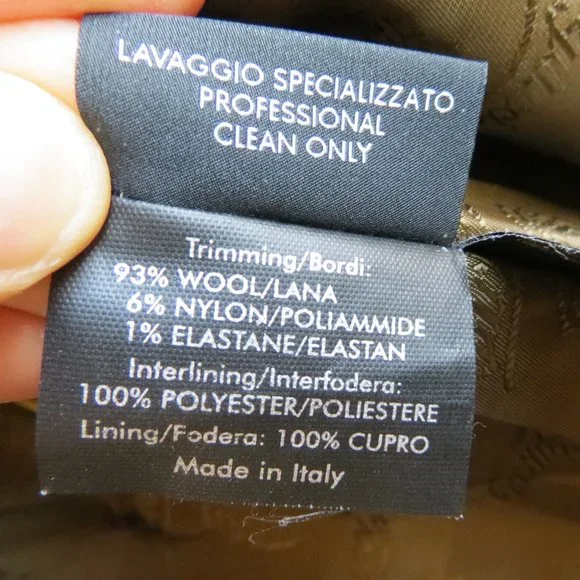 LAVAGGIO SPECIALIZZATO
PROFESSIONAL
CLEAN ONLY
Trimming/Bordi:
93% WOOL/LANA
6% NYLON/POLIAMMIDE
1% ELASTANE/ELASTAN
Interlining/Interfodera:
100% POLYESTER/POLIESTERE
Lining/Fodera: 100% CUPRO
Made in Italy